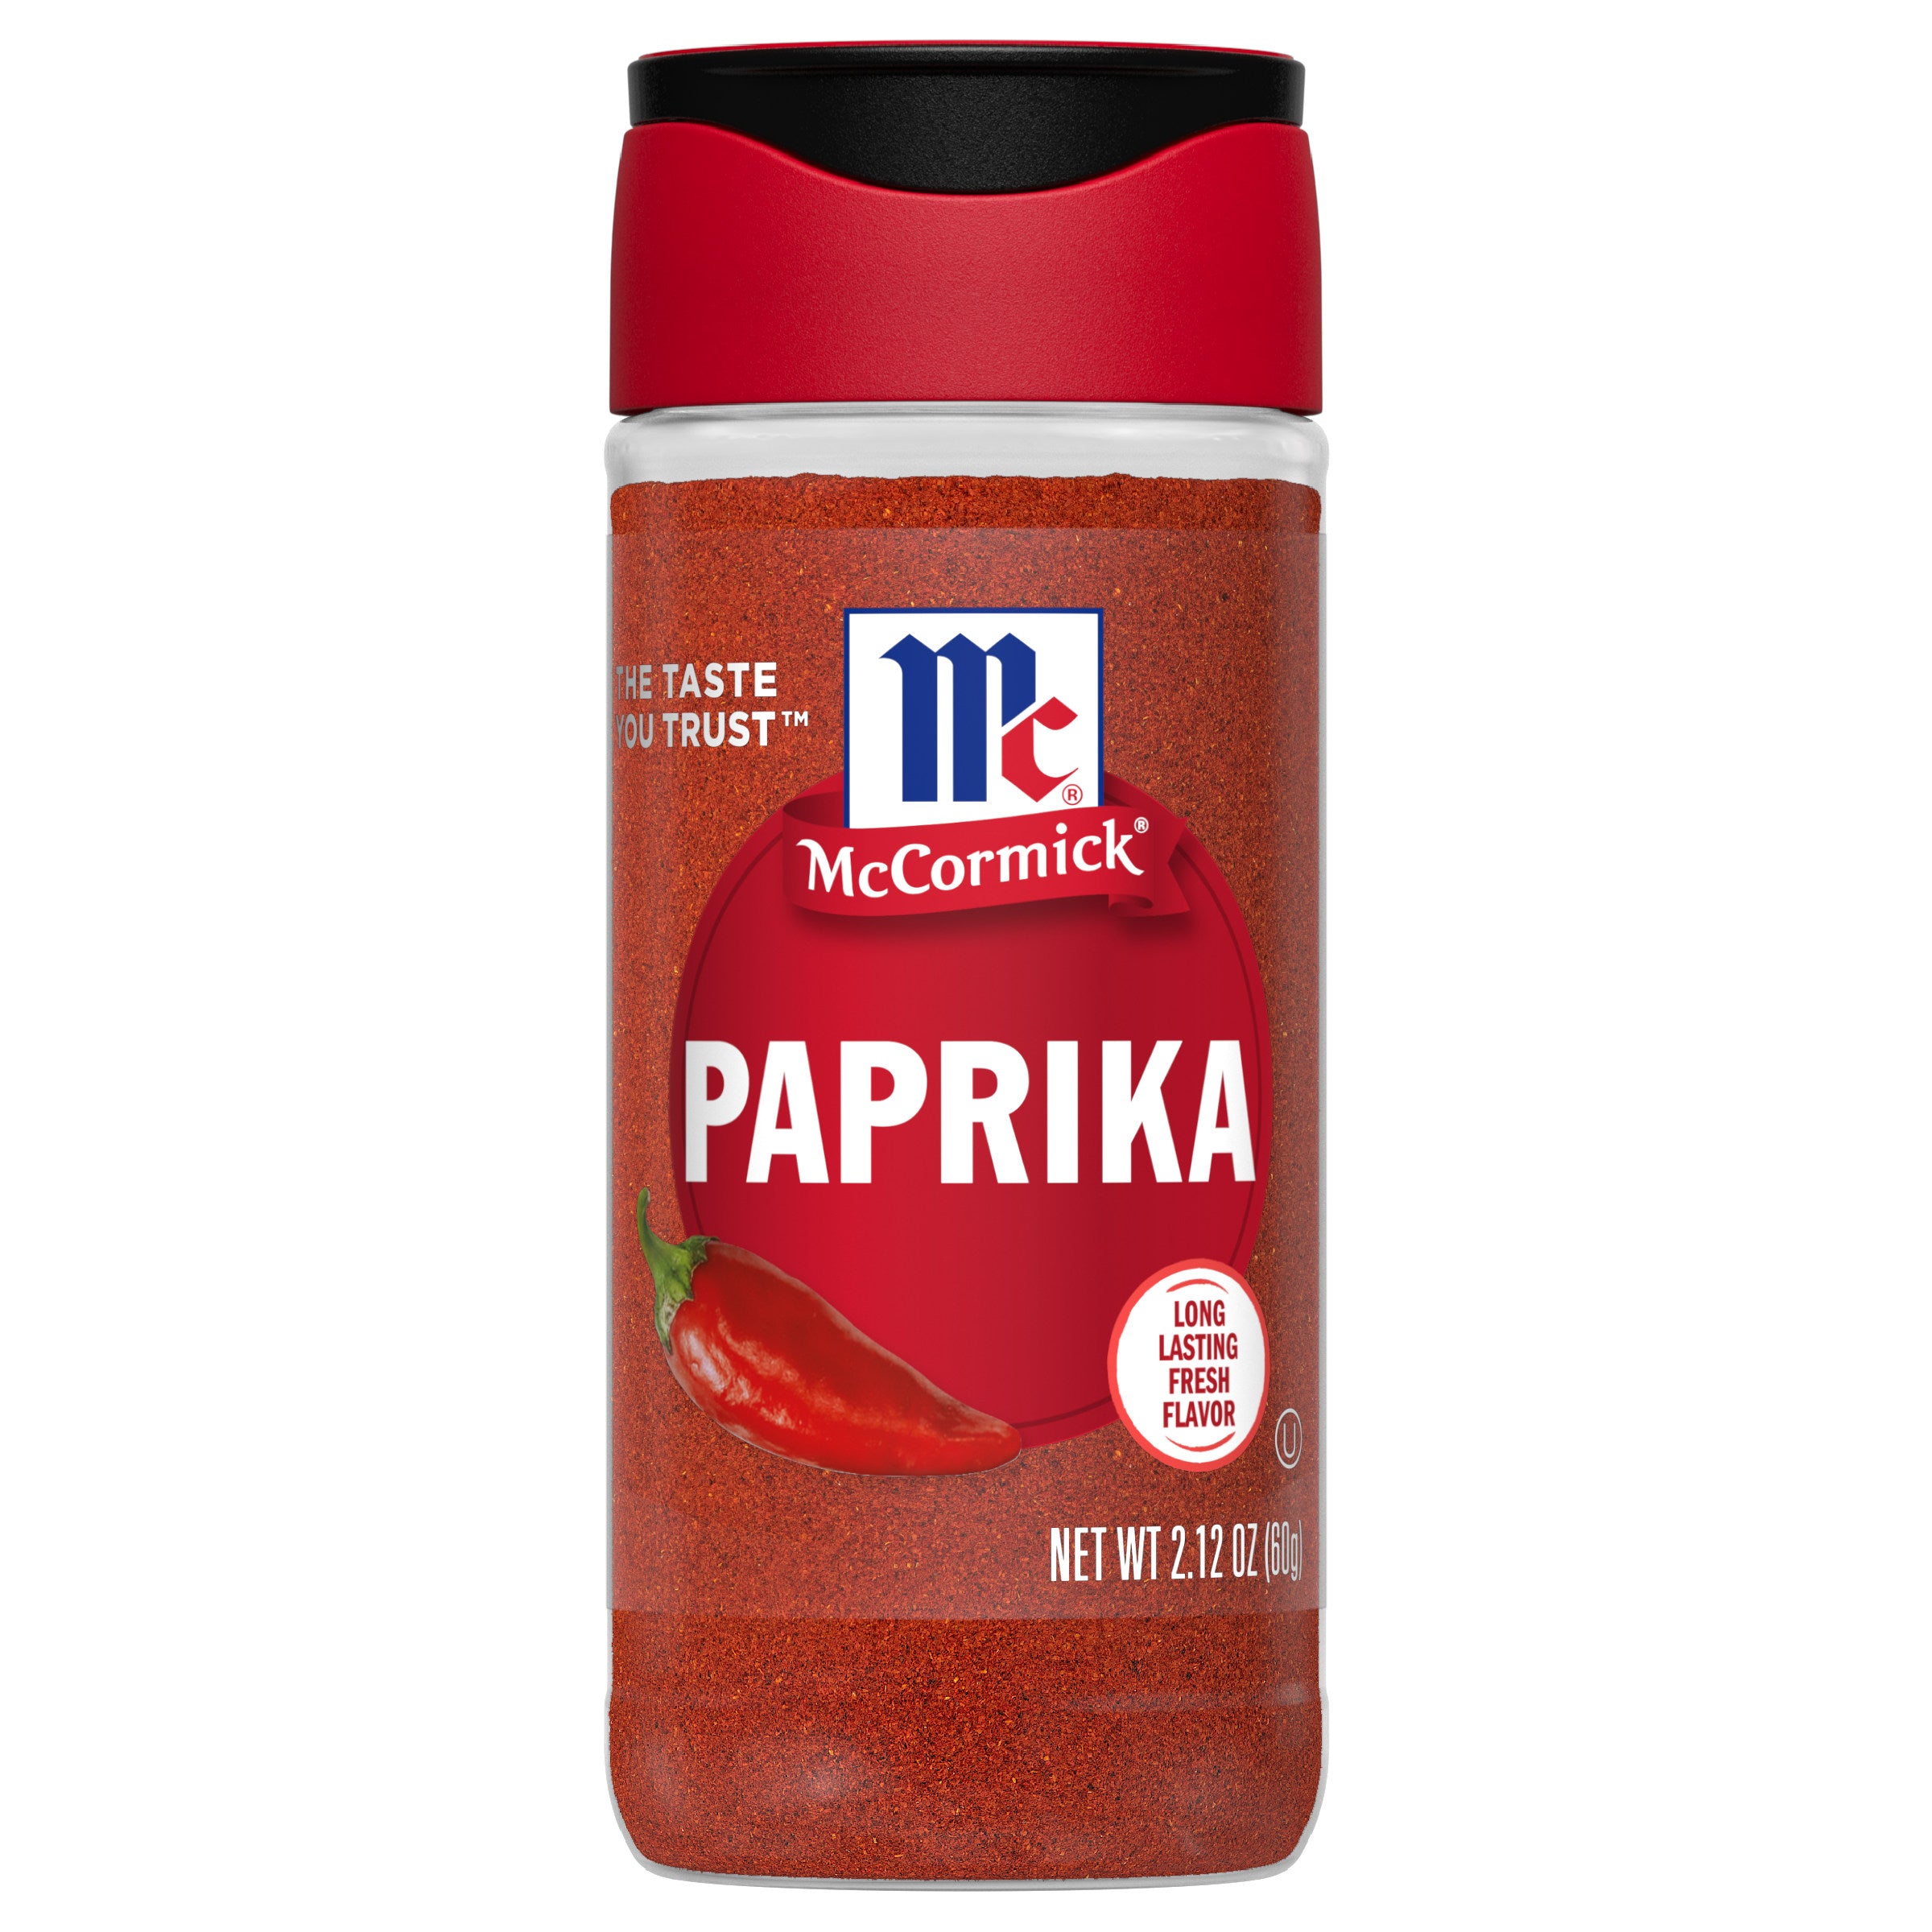 THE TASTE
YOU TRUST™
Mc®
McCormick®
PAPRIKA
LONG
LASTING
FRESH
FLAVOR
U
NET WT 2.12 OZ (60g)